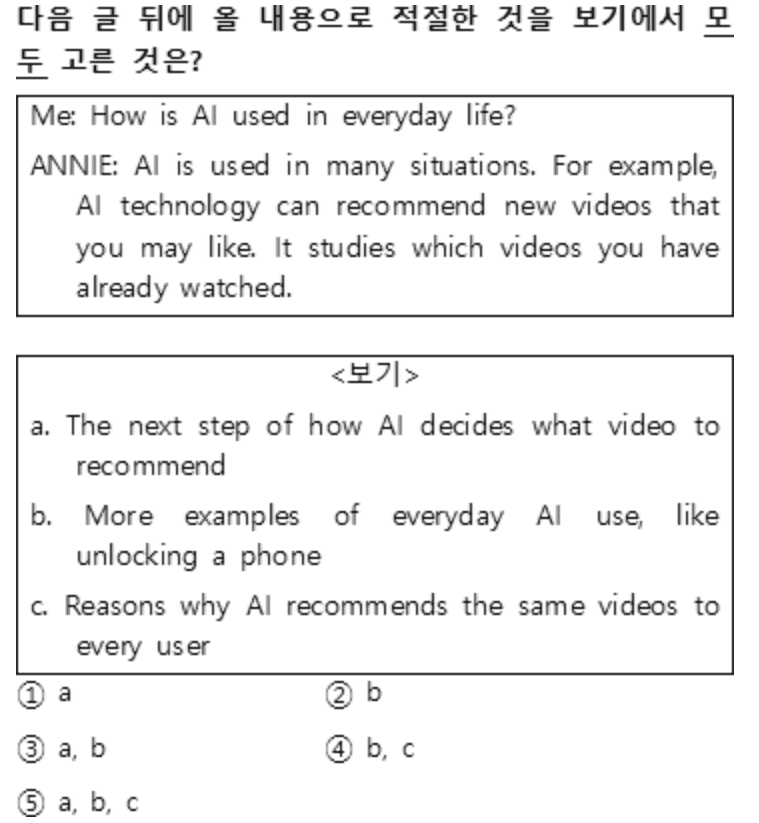 다음 글 뒤에 올 내용으로 적절한 것을 보기에서 모
두 고른 것은?
Me: How is AI used in everyday life?
ANNIE: AI is used in many situations. For example,
AI technology can recommend new videos that
you may like. It studies which videos you have
already watched.
<보기>
a. The next step of how AI decides what video to
recommend
b. More examples of everyday AI use, like
unlocking a phone
c. Reasons why AI recommends the same videos to
every user
① a ② b
③ a, b ④ b, c
⑤ a, b, c